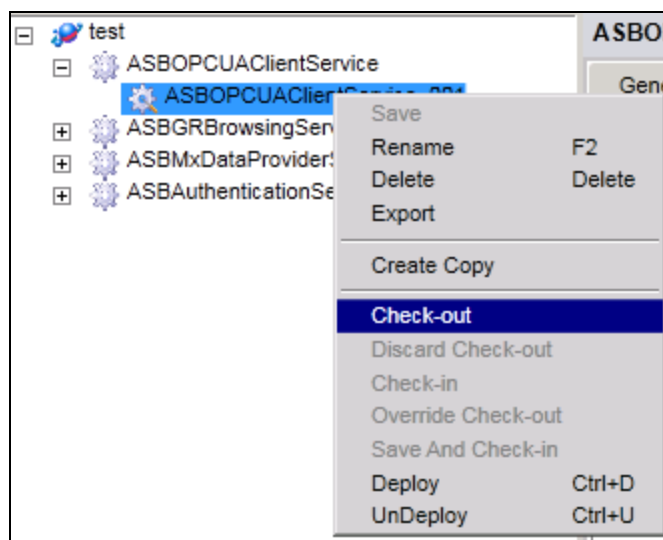 test
ASBO
ASBOPCUAClientService
Gen
ASBOPCUAClientService_001
Save
ASBGRBrowsingSer
Rename F2
ASBMxDataProvider
Delete Delete
ASBAuthenticationSe
Export
Create Copy
Check-out
Discard Check-out
Check-in
Override Check-out
Save And Check-in
Deploy Ctrl+D
UnDeploy Ctrl+U